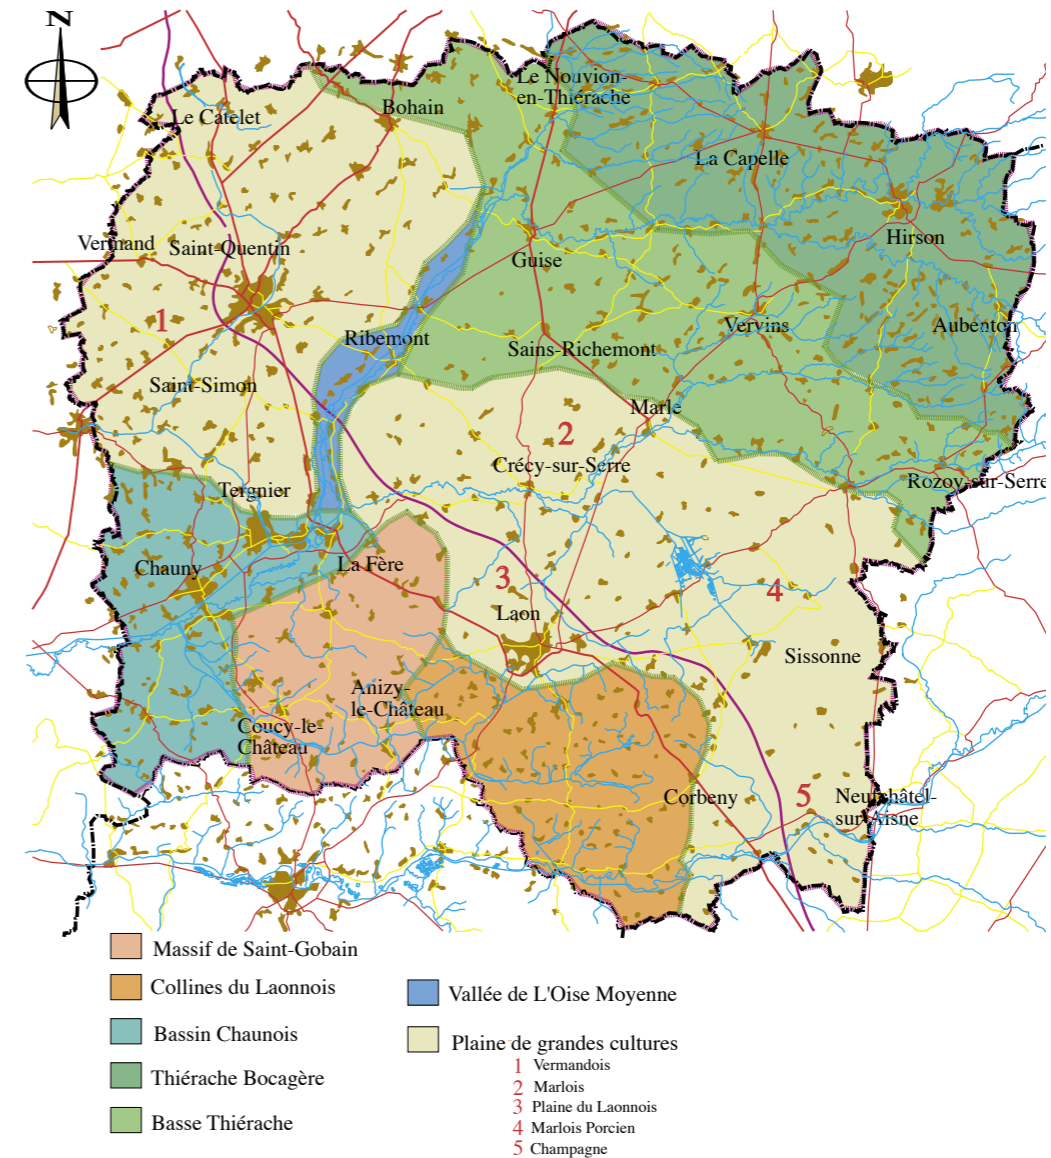 N
Le Nouvion-
en-Thiérache
Bohain
Le Catelet
La Capelle
Vermand
Saint-Quentin
Hirson
Guise
1
Ribemont
Vervins
Aubenton
Sains-Richemont
Saint-Simon
Marle
2
Crécy-sur-Serre
Rozoy-sur-Serre
Tergnier
Chauny
La Fère
3
4
Laon
Sissonne
Anizy-
le-Château
Coucy-le-
Château
Corbeny
5
Neufchâtel-
sur-Aisne
Massif de Saint-Gobain
Collines du Laonnois
Bassin Chaunois
Thiérache Bocagère
Basse Thiérache
Vallée de L'Oise Moyenne
Plaine de grandes cultures
1 Vermandois
2 Marlois
3 Plaine du Laonnois
4 Marlois Porcien
5 Champagne